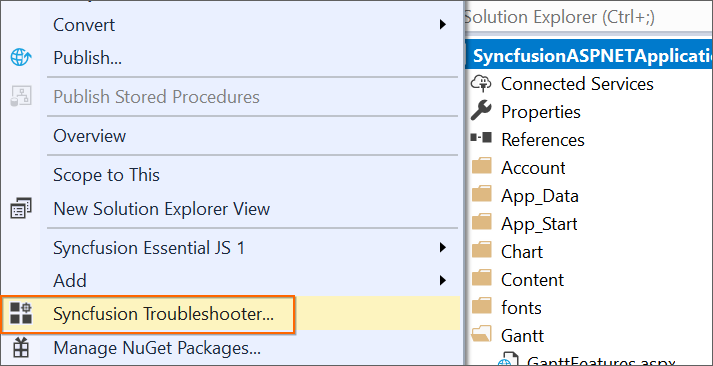 Convert
Publish...
Publish Stored Procedures
Overview
Scope to This
New Solution Explorer View
Syncfusion Essential JS 1
Add
Syncfusion Troubleshooter...
Manage NuGet Packages...
Solution Explorer (Ctrl+;)
SyncfusionASPNETApplicatio
Connected Services
Properties
References
Account
App_Data
App_Start
Chart
Content
fonts
Gantt
GanttFeatures.aspx